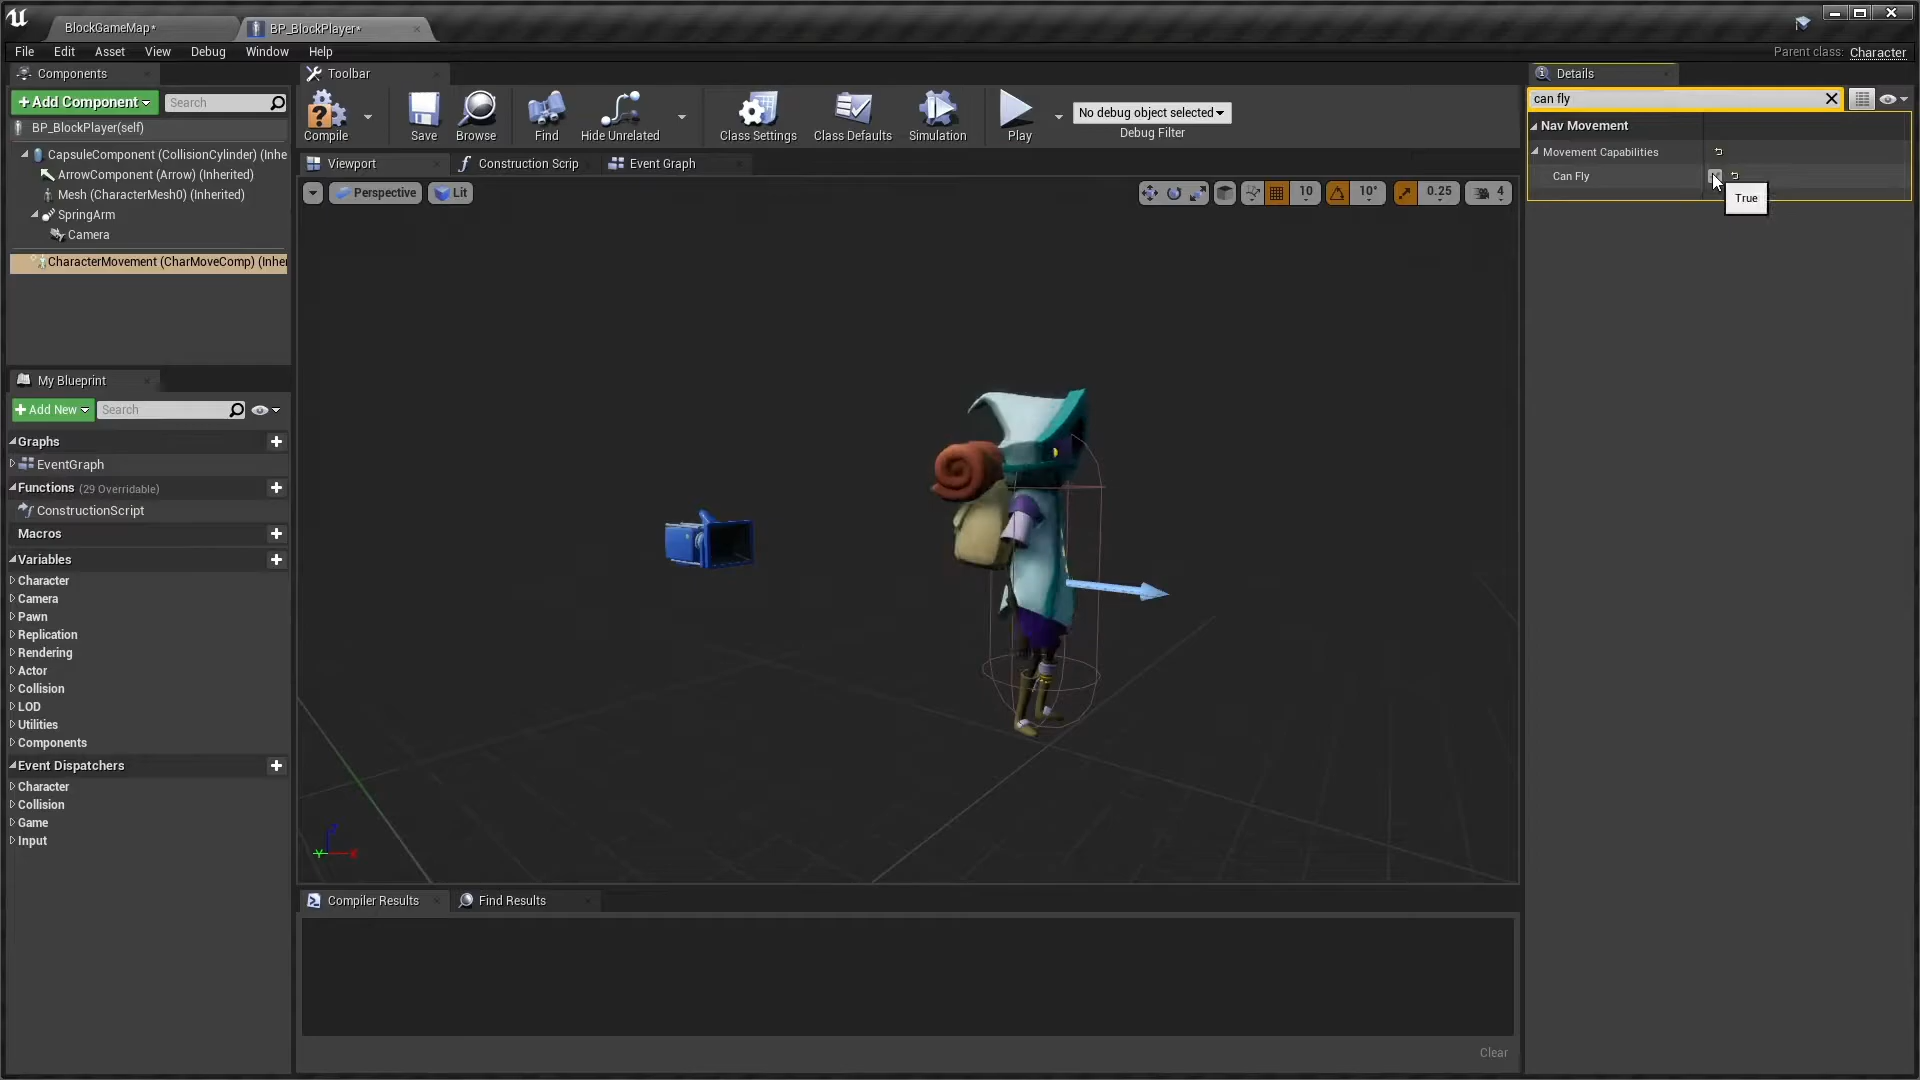 BlockGameMap*
BP_BlockPlayer*
File Edit Asset View Debug Window Help
Parent class: Character
Components
Add Component
Search
BP_BlockPlayer(self)
CapsuleComponent (CollisionCylinder) (Inhe
ArrowComponent (Arrow) (Inherited)
Mesh (CharacterMesh0) (Inherited)
SpringArm
Camera
CharacterMovement (CharMoveComp) (Inhe
My Blueprint
Add New
Search
Graphs
EventGraph
Functions (29 Overridable)
ConstructionScript
Macros
Variables
Character
Camera
Pawn
Replication
Rendering
Actor
Collision
LOD
Utilities
Components
Event Dispatchers
Character
Collision
Game
Input
Toolbar
Compile
Save
Browse
Find
Hide Unrelated
Class Settings
Class Defaults
Simulation
Play
No debug object selected
Debug Filter
Viewport
Construction Scrip
Event Graph
Perspective
Lit
10
10°
0.25
4
Compiler Results
Find Results
Clear
Details
can fly
Nav Movement
Movement Capabilities
Can Fly
True